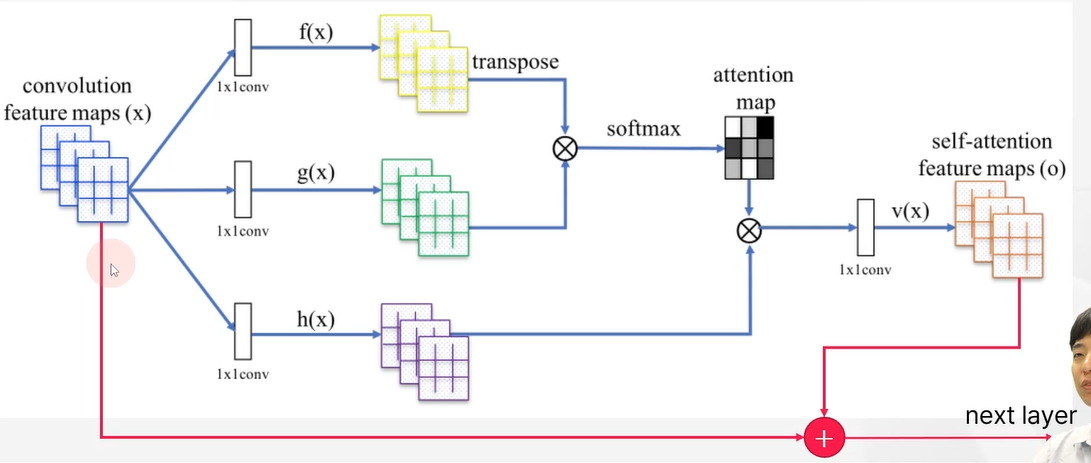 convolution
feature maps (x)
f(x)
1x1conv
transpose
g(x)
1x1conv
h(x)
1x1conv
softmax
attention
map
v(x)
1x1conv
self-attention
feature maps (o)
+
next layer